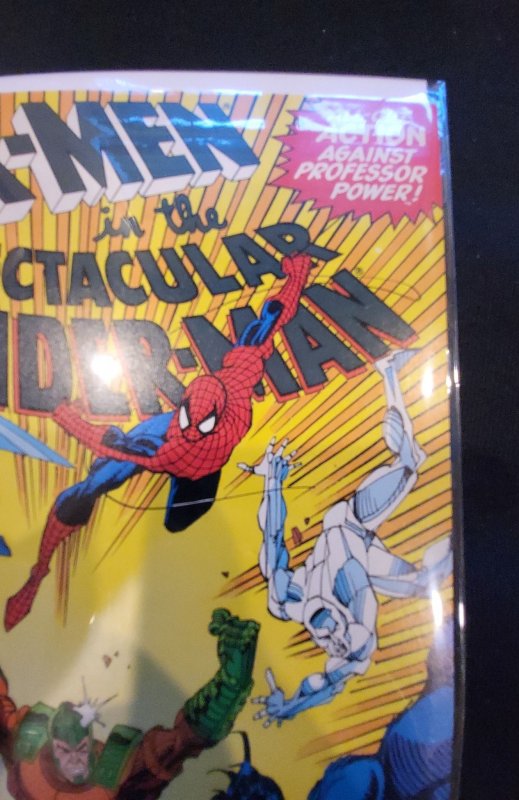 -MEN
ACTION
AGAINST
PROFESSOR
POWER!
in the
CTACULAR
IDER-MAN